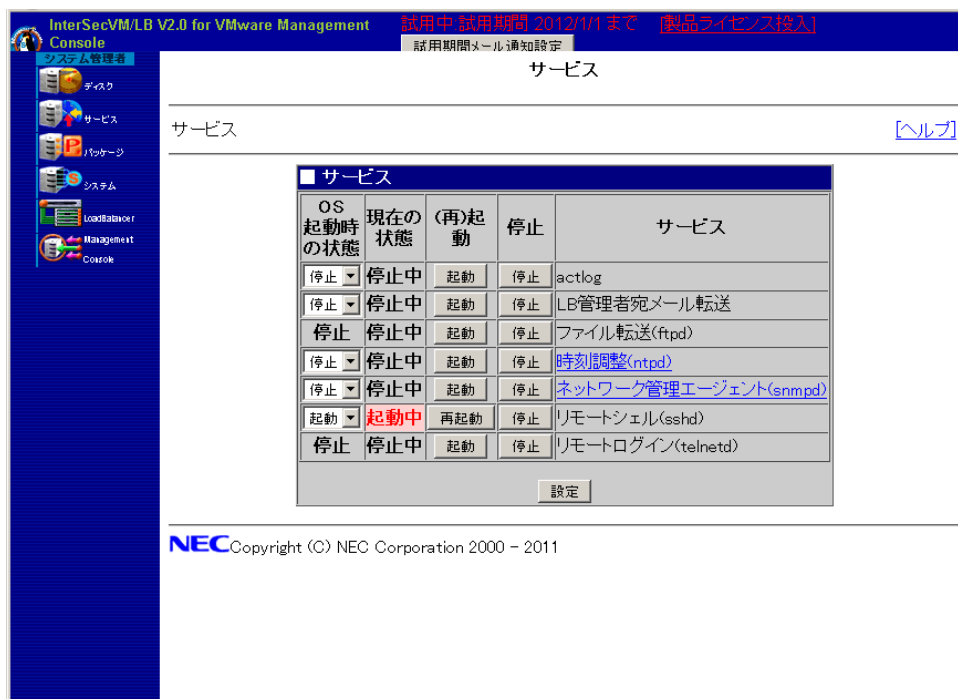 InterSecVM/LB V2.0 for VMware Management Console
試用中:試用期間 2012/1/1 まで [製品ライセンス投入]
試用期間メール通知設定
システム管理者
ディスク
サービス
パッケージ
システム
LoadBalancer
Management Console
サービス
サービス [ヘルプ]
■ サービス
OS起動時の状態 現在の状態 (再)起動 停止 サービス
停止 停止中 起動 停止 actlog
停止 停止中 起動 停止 LB管理者宛メール転送
停止 停止中 起動 停止 ファイル転送(ftpd)
停止 停止中 起動 停止 時刻調整(ntpd)
停止 停止中 起動 停止 ネットワーク管理エージェント(snmpd)
起動 起動中 再起動 停止 リモートシェル(sshd)
停止 停止中 起動 停止 リモートログイン(telnetd)
設定
NEC Copyright (C) NEC Corporation 2000 - 2011